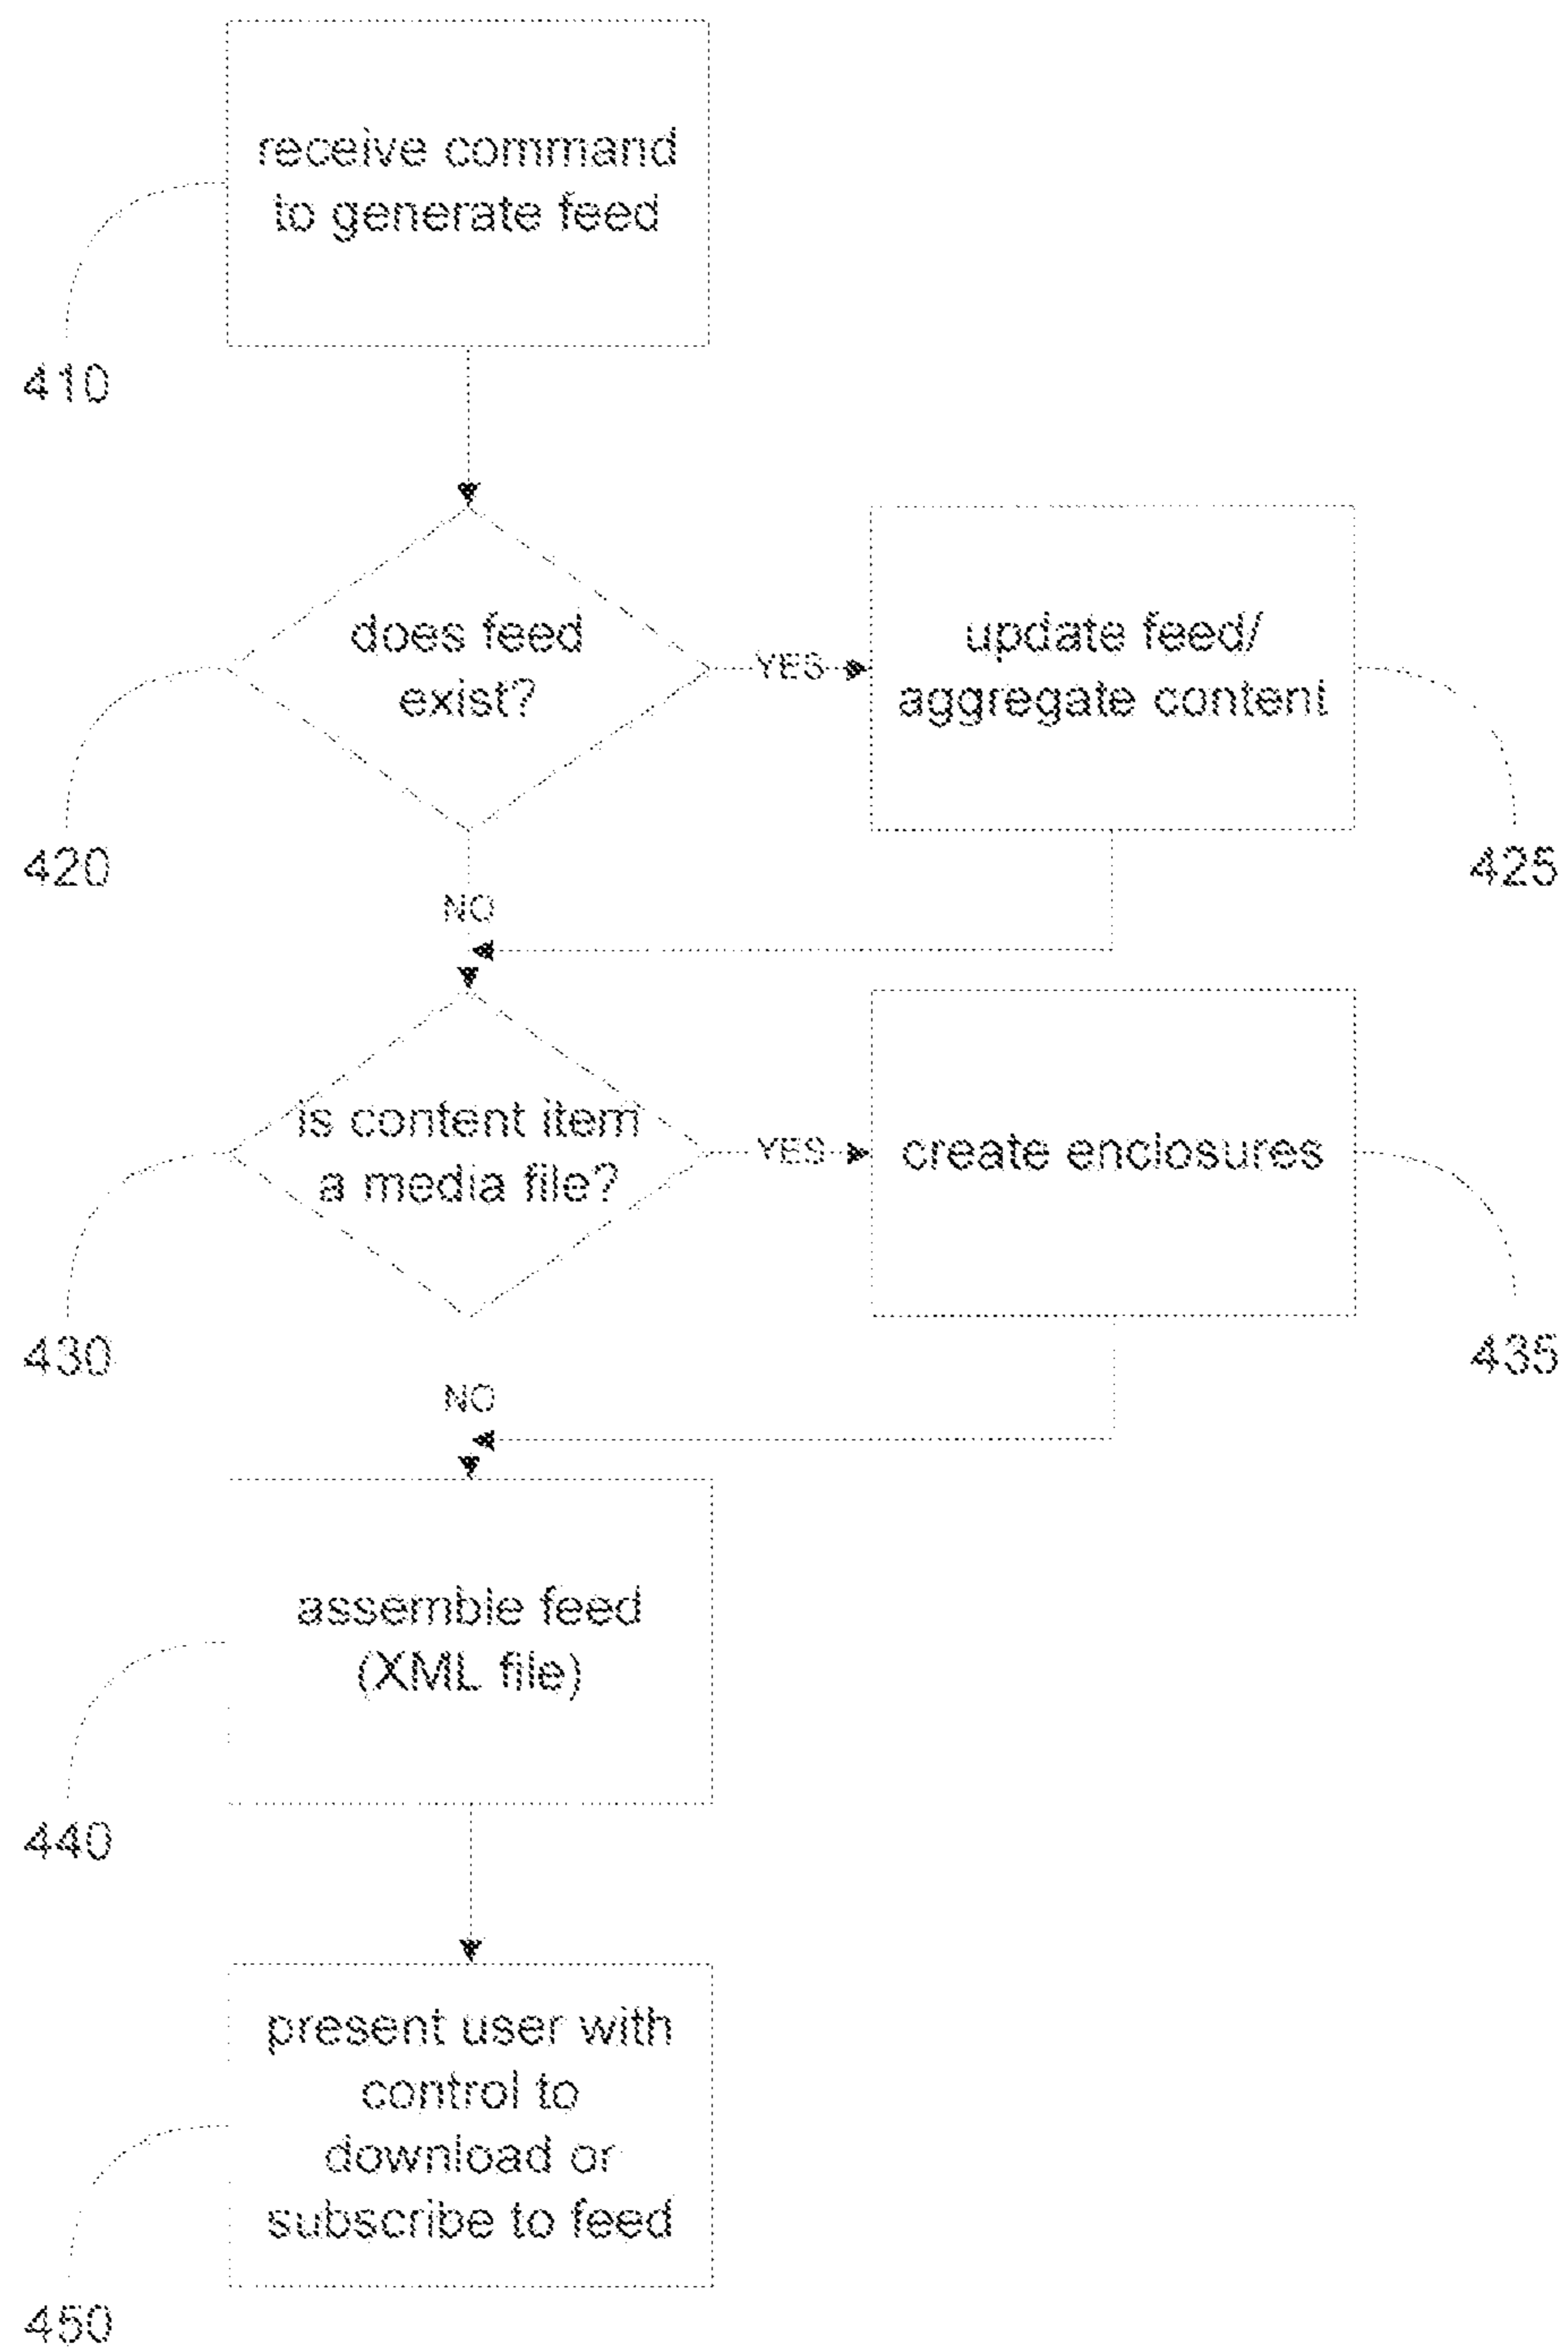 receive command
to generate feed
410
does feed
exist?
YES
update feed/
aggregate content
420
425
NO
is content item
a media file?
YES
create enclosures
430
435
NO
assemble feed
(XML file)
440
present user with
control to
download or
subscribe to feed
450